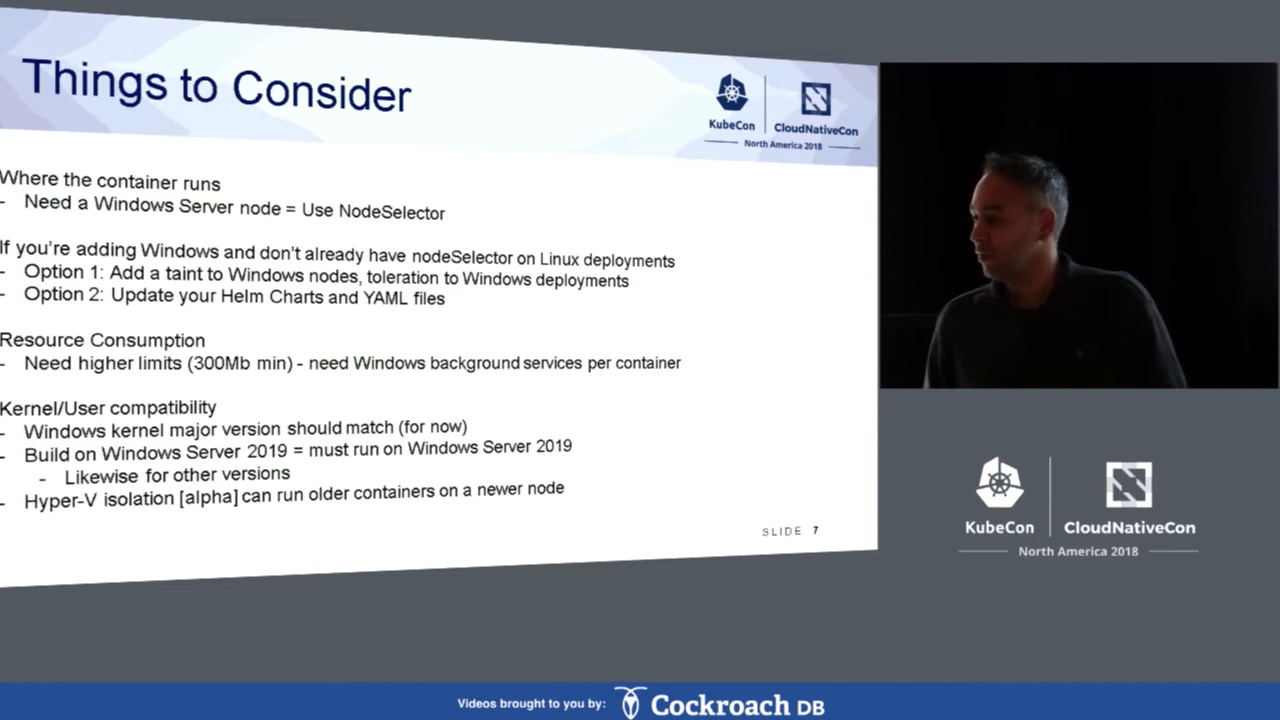 Things to Consider
KubeCon
CloudNativeCon
North America 2018
Where the container runs
- Need a Windows Server node = Use NodeSelector
If you're adding Windows and don't already have nodeSelector on Linux deployments
- Option 1: Add a taint to Windows nodes, toleration to Windows deployments
- Option 2: Update your Helm Charts and YAML files
Resource Consumption
- Need higher limits (300Mb min) - need Windows background services per container
Kernel/User compatibility
- Windows kernel major version should match (for now)
- Build on Windows Server 2019 = must run on Windows Server 2019
- Likewise for other versions
- Hyper-V isolation [alpha] can run older containers on a newer node
SLIDE 7
KubeCon
CloudNativeCon
North America 2018
Videos brought to you by: Cockroach DB